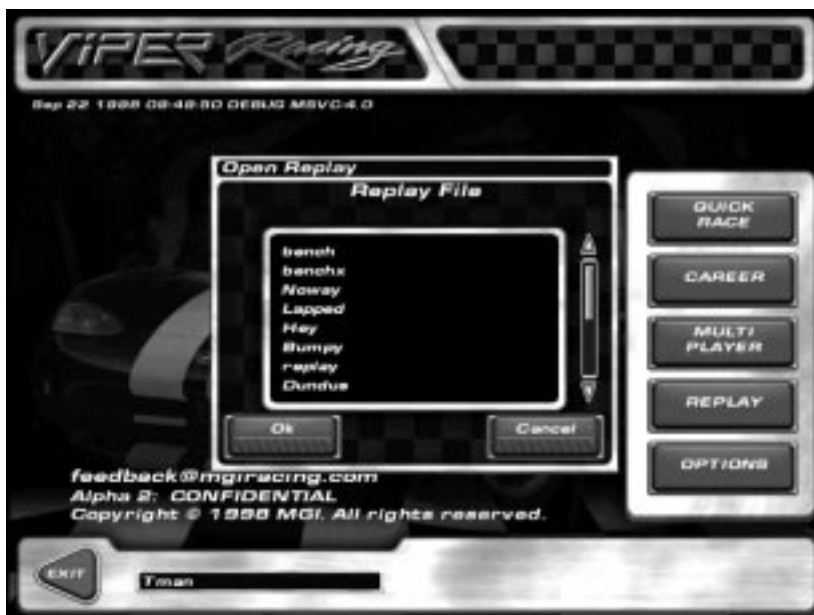 VIPER Racing
Sep 22 1998 09:49:50 DEBUG MSVC:4.0
Open Replay
Replay File
bench
benchx
Noway
Lapped
Hey
Bumpy
replay
Dundus
Ok
Cancel
QUICK
RACE
CAREER
MULTI
PLAYER
REPLAY
OPTIONS
feedback@mgiracing.com
Alpha 2: CONFIDENTIAL
Copyright © 1998 MGI. All rights reserved.
EXIT
Tman